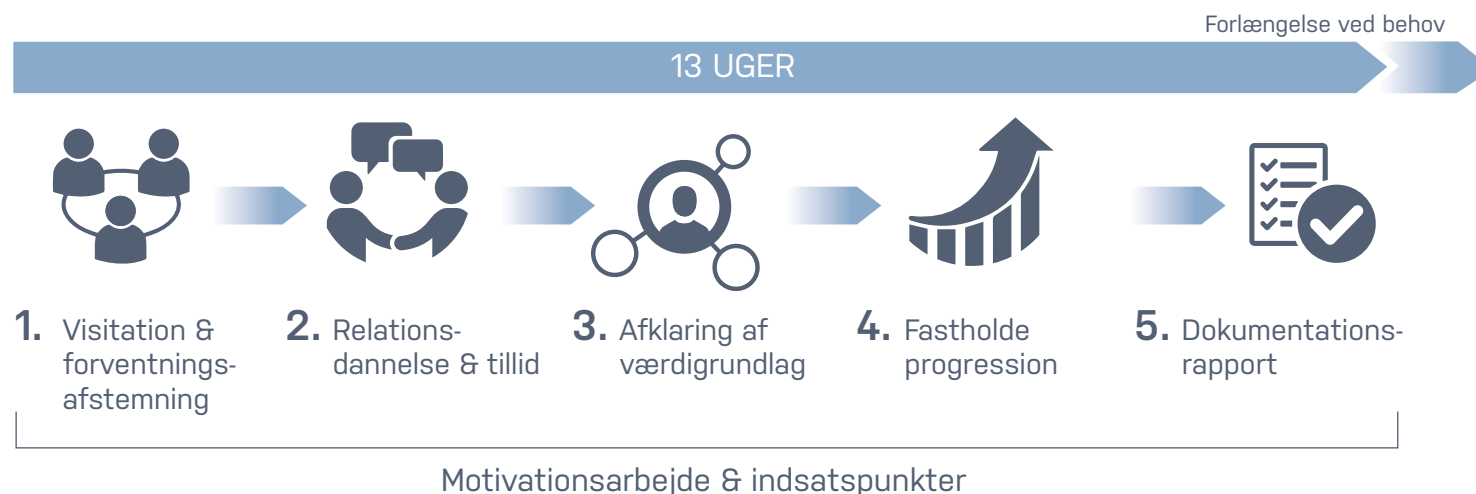 Forlængelse ved behov
13 UGER
1. Visitation &
forventnings-
afstemning
2. Relations-
dannelse & tillid
3. Afklaring af
værdigrundlag
4. Fastholde
progression
5. Dokumentations-
rapport
Motivationsarbejde & indsatspunkter